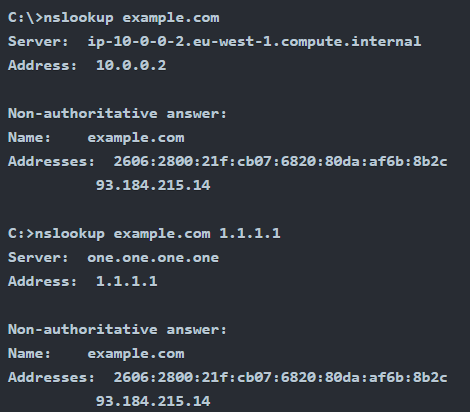 C:\>nslookup example.com
Server:  ip-10-0-0-2.eu-west-1.compute.internal
Address:  10.0.0.2

Non-authoritative answer:
Name:    example.com
Addresses:  2606:2800:21f:cb07:6820:80da:af6b:8b2c
          93.184.215.14

C:>nslookup example.com 1.1.1.1
Server:  one.one.one.one
Address:  1.1.1.1

Non-authoritative answer:
Name:    example.com
Addresses:  2606:2800:21f:cb07:6820:80da:af6b:8b2c
          93.184.215.14